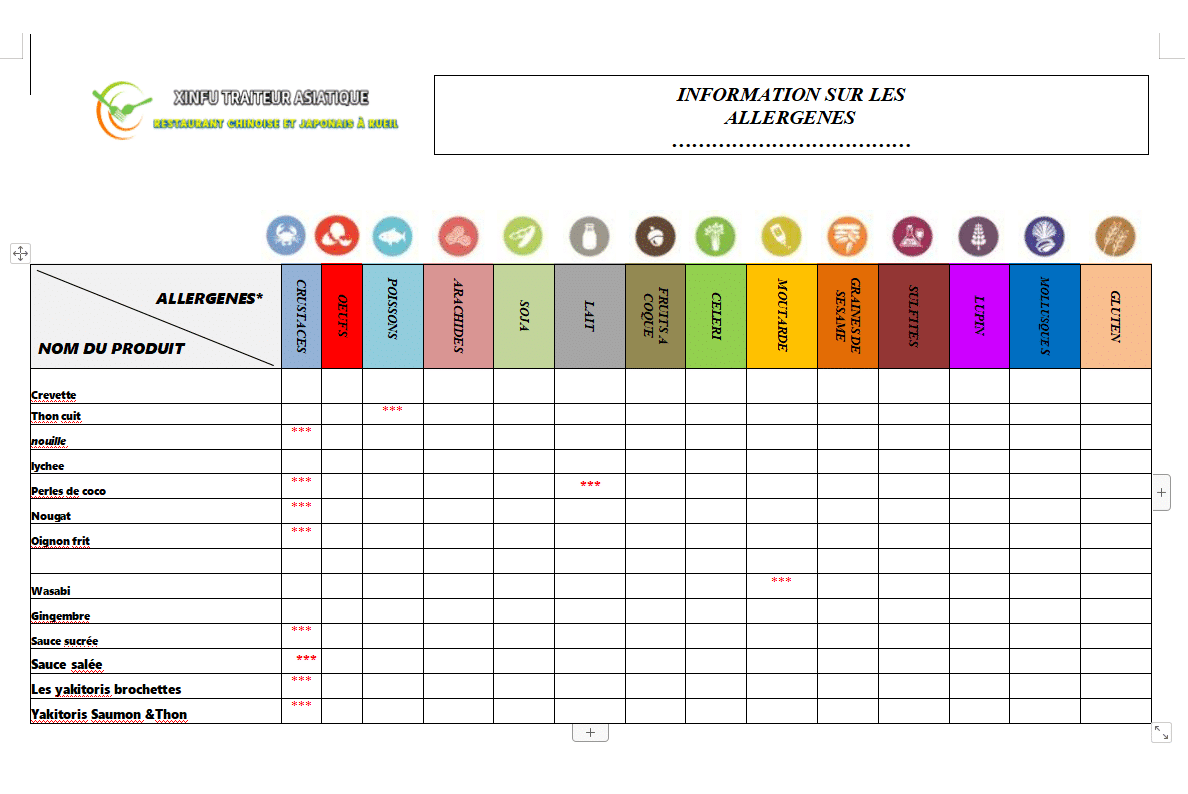 XINFU TRAITEUR ASIATIQUE
RESTAURANT CHINOISE ET JAPONAIS À RUEIL
INFORMATION SUR LES
ALLERGENES
………………………………
ALLERGENES*
NOM DU PRODUIT
CRUSTACES
OEUFS
POISSONS
ARACHIDES
SOJA
LAIT
FRUITS A
COQUE
CELERI
MOUTARDE
GRAINES DE
SESAME
SULFITES
LUPIN
MOLLUSQUES
GLUTEN
Crevette
Thon cuit ***
nouille ***
lychee
Perles de coco *** ***
Nougat ***
Oignon frit ***
Wasabi ***
Gingembre
Sauce sucrée ***
Sauce salée ***
Les yakitoris brochettes ***
Yakitoris Saumon &Thon ***